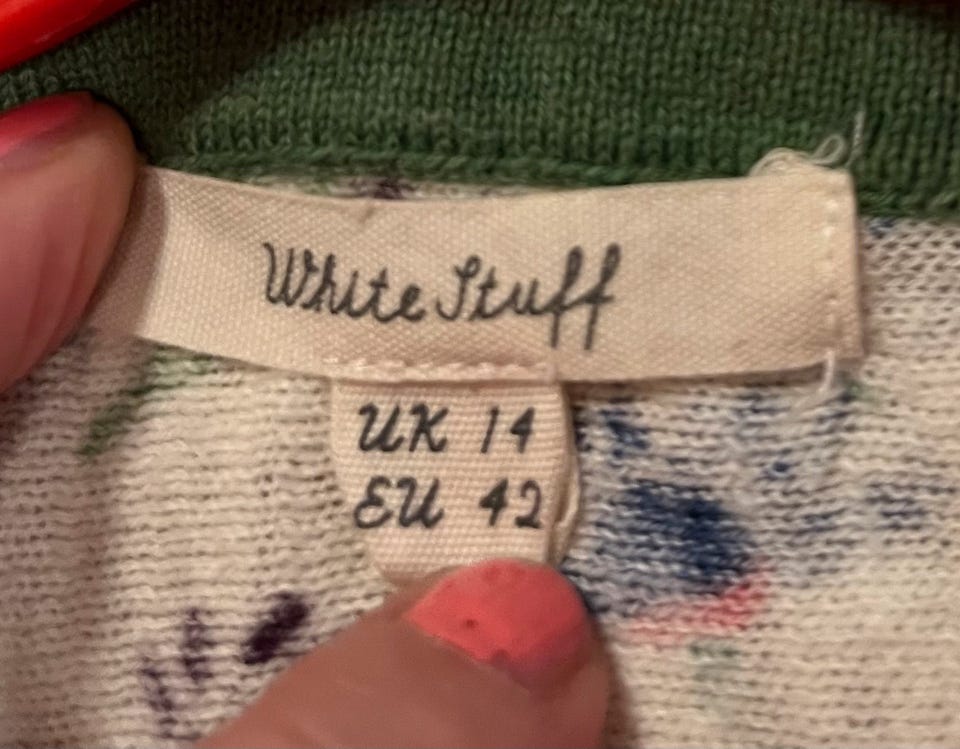 White Stuff
UK 14
EU 42